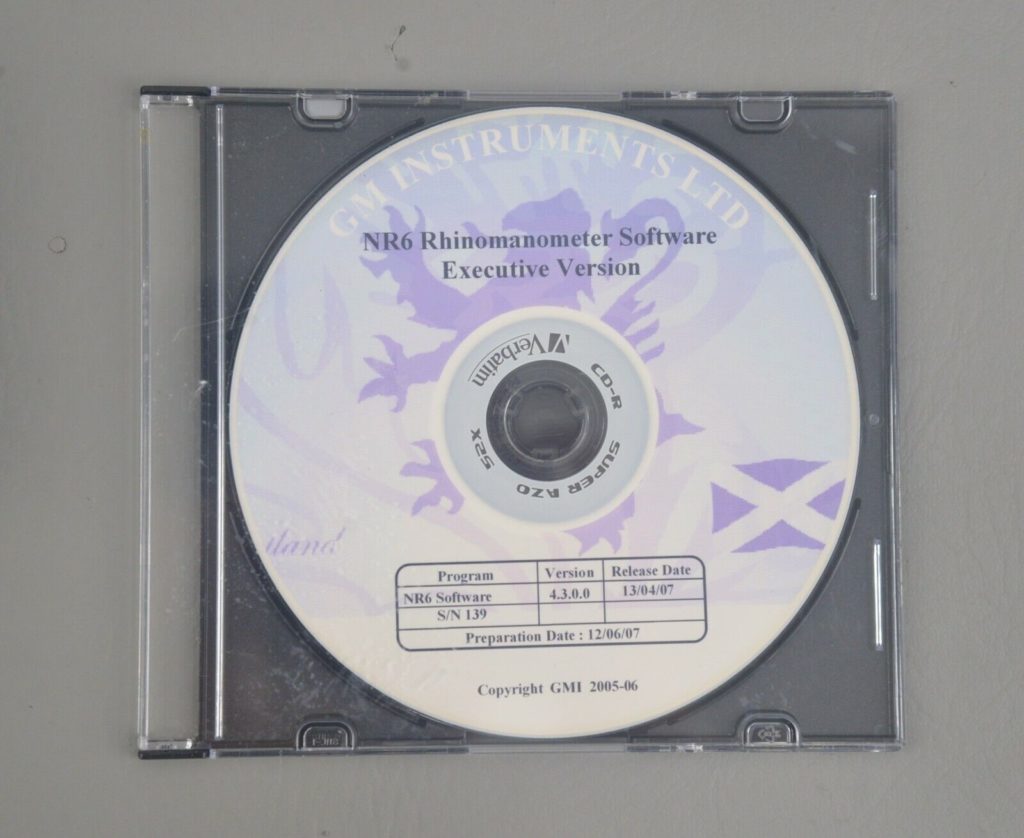 GM INSTRUMENTS LTD
NR6 Rhinomanometer Software
Executive Version
Verbatim
CD-R
SUPER AZO
52X
Program Version Release Date
NR6 Software 4.3.0.0 13/04/07
S/N 139
Preparation Date : 12/06/07
Copyright GMI 2005-06